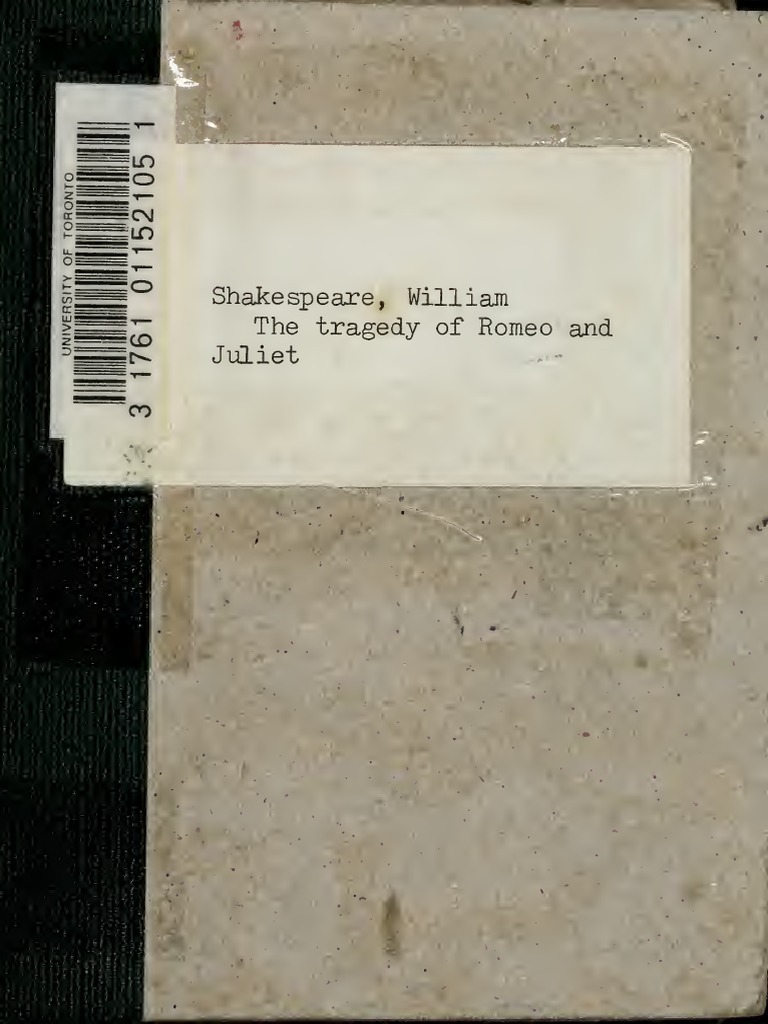 UNIVERSITY OF TORONTO
3 1761 01152105 1
Shakespeare, William
The tragedy of Romeo and
Juliet